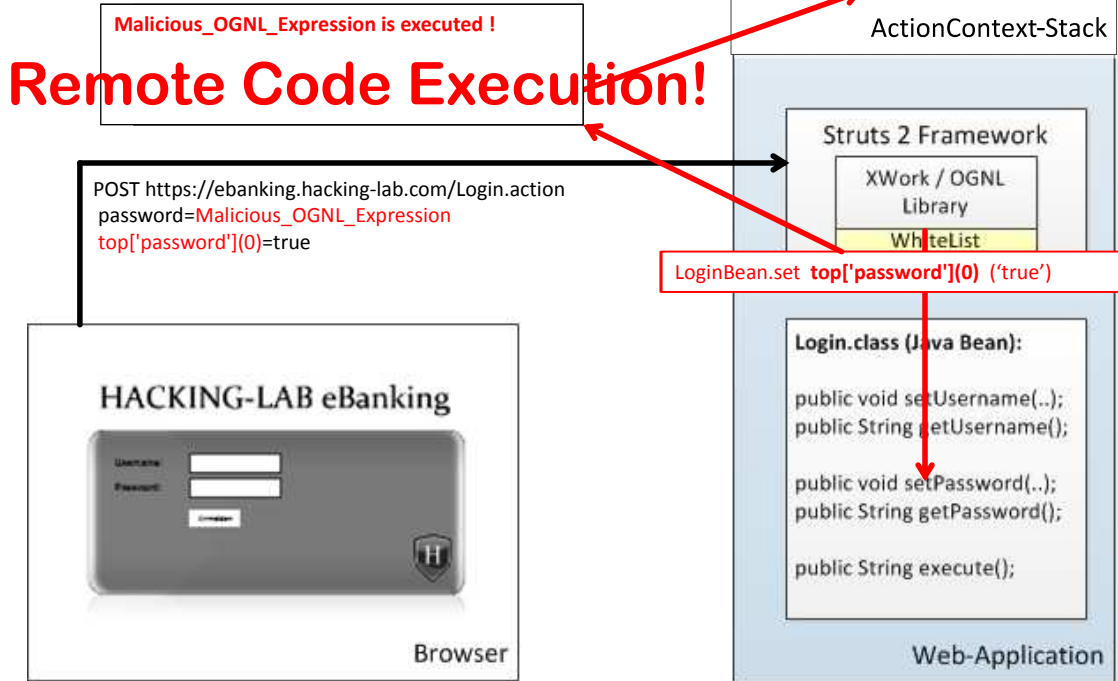 Malicious_OGNL_Expression is executed !
ActionContext-Stack
Remote Code Execution!
Struts 2 Framework
XWork / OGNL
Library
WhiteList
POST https://ebanking.hacking-lab.com/Login.action
password=Malicious_OGNL_Expression
top['password'](0)=true
LoginBean.set top['password'](0) (‘true’)
Login.class (Java Bean):
public void setUsername(..);
public String getUsername();
public void setPassword(..);
public String getPassword();
public String execute();
HACKING-LAB eBanking
Username:
Password:
Anmelden
H
Browser
Web-Application